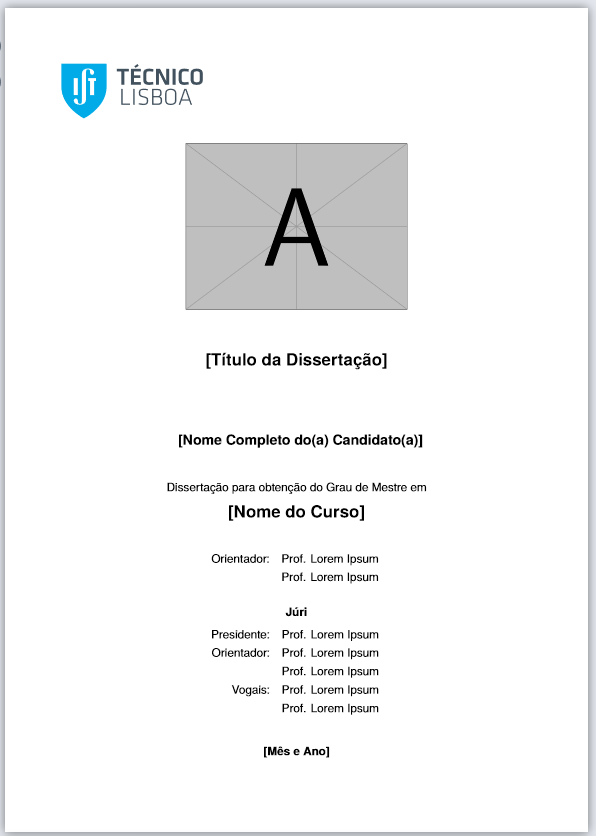 TÉCNICO
LISBOA
A
[Título da Dissertação]
[Nome Completo do(a) Candidato(a)]
Dissertação para obtenção do Grau de Mestre em
[Nome do Curso]
Orientador: Prof. Lorem Ipsum
Prof. Lorem Ipsum
Júri
Presidente: Prof. Lorem Ipsum
Orientador: Prof. Lorem Ipsum
Prof. Lorem Ipsum
Vogais: Prof. Lorem Ipsum
Prof. Lorem Ipsum
[Mês e Ano]